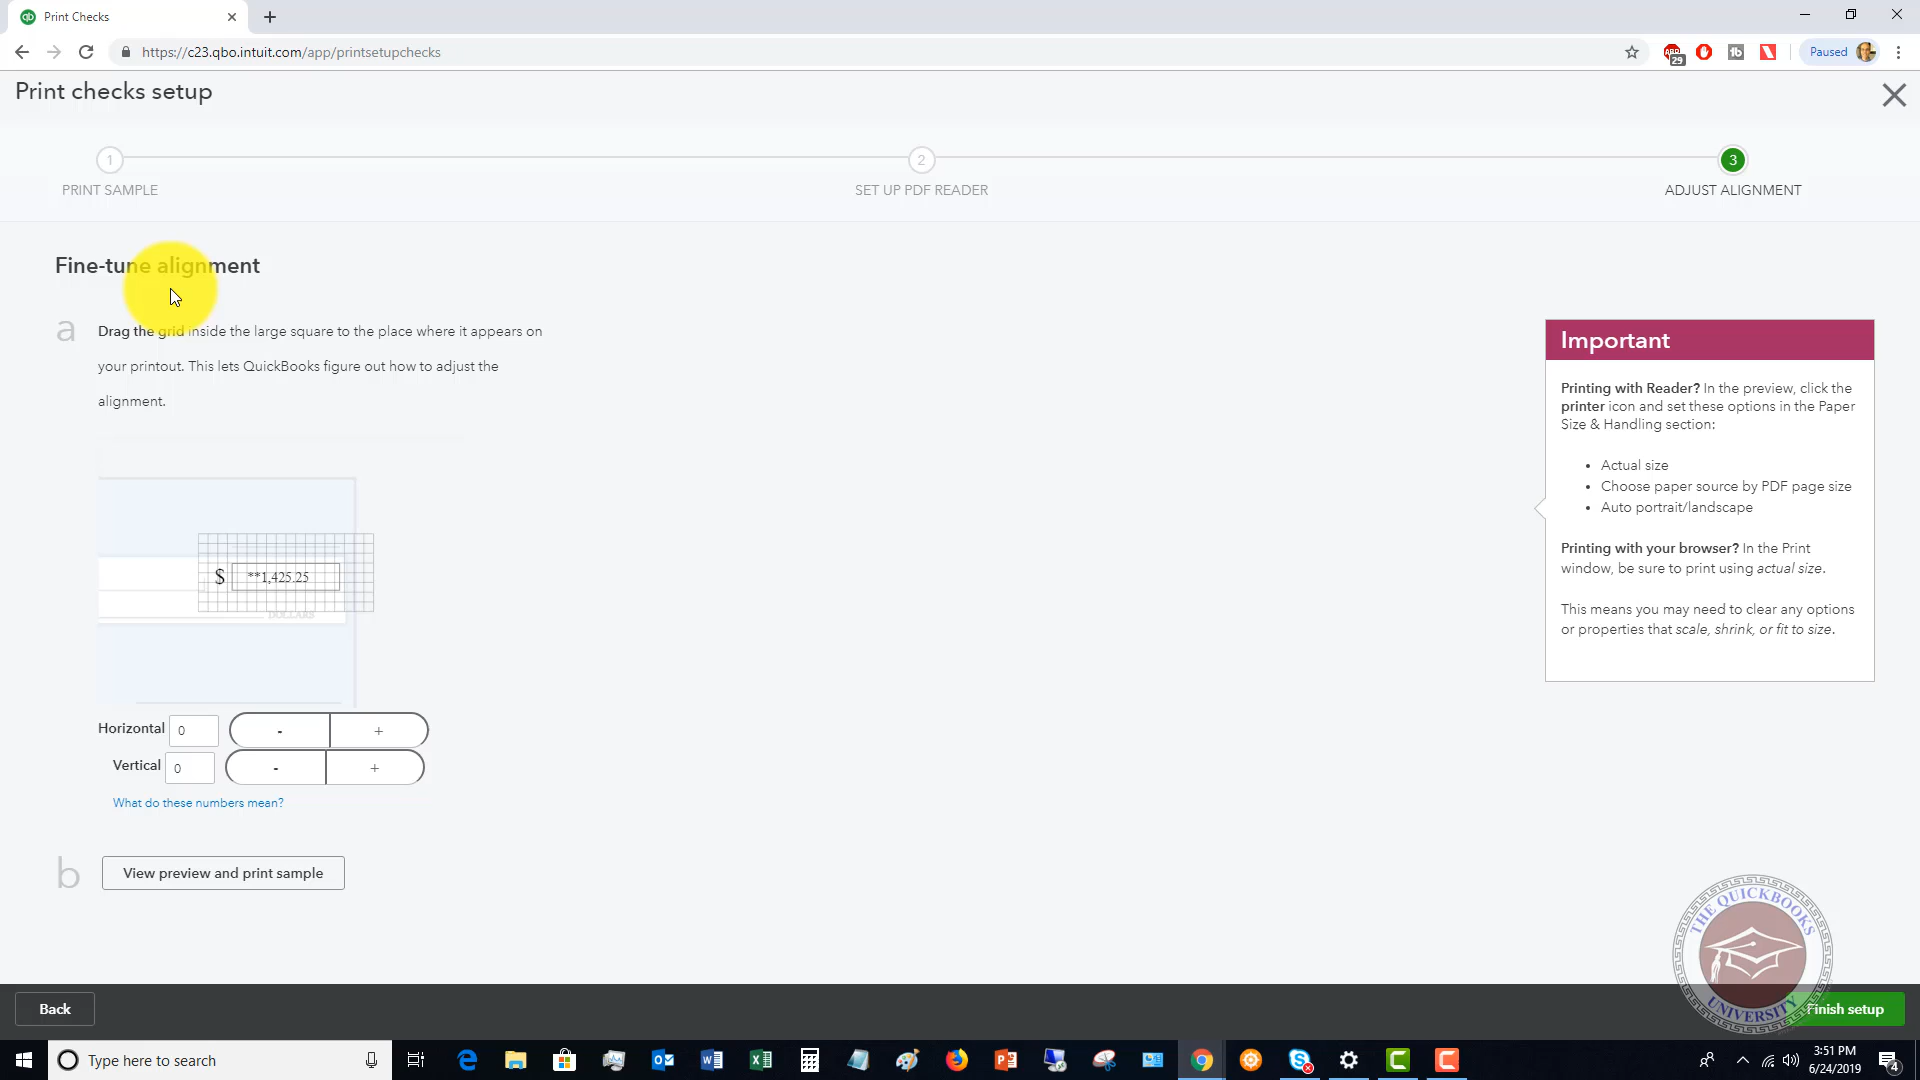 Print Checks
https://c23.qbo.intuit.com/app/printsetupchecks
ABP
29
Paused
Print checks setup
1
2
3
PRINT SAMPLE
SET UP PDF READER
ADJUST ALIGNMENT
Fine-tune alignment
a
Drag the grid inside the large square to the place where it appears on
your printout. This lets QuickBooks figure out how to adjust the
alignment.
$ **1,425.25
DOLLARS
Horizontal 0 - +
Vertical 0 - +
What do these numbers mean?
b
View preview and print sample
Important
Printing with Reader? In the preview, click the
printer icon and set these options in the Paper
Size & Handling section:
• Actual size
• Choose paper source by PDF page size
• Auto portrait/landscape
Printing with your browser? In the Print
window, be sure to print using actual size.
This means you may need to clear any options
or properties that scale, shrink, or fit to size.
THE QUICKBOOKS
UNIVERSITY
Back
Finish setup
Type here to search
3:51 PM
6/24/2019
4